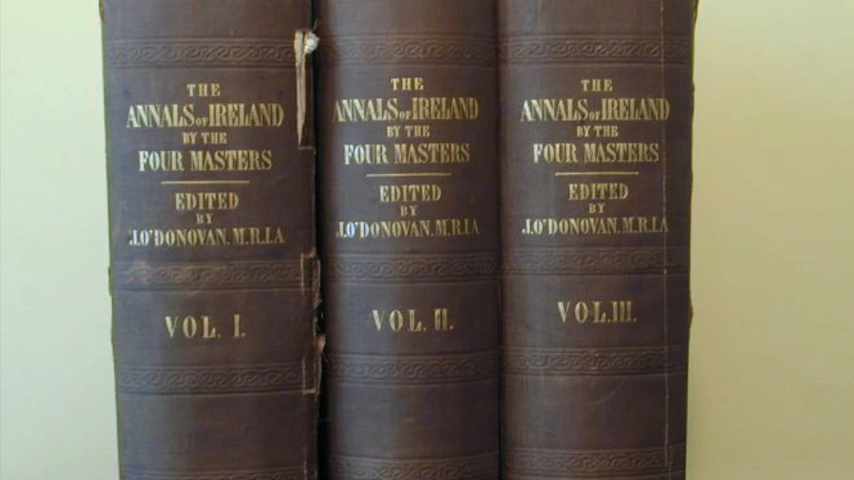 THE
ANNALS OF IRELAND
BY THE
FOUR MASTERS
EDITED
BY
J.O'DONOVAN. M.R.I.A
VOL. I.
THE
ANNALS OF IRELAND
BY THE
FOUR MASTERS
EDITED
BY
J.O'DONOVAN. M.R.I.A
VOL. II.
THE
ANNALS OF IRELAND
BY THE
FOUR MASTERS
EDITED
BY
J.O'DONOVAN. M.R.I.A
VOL. III.